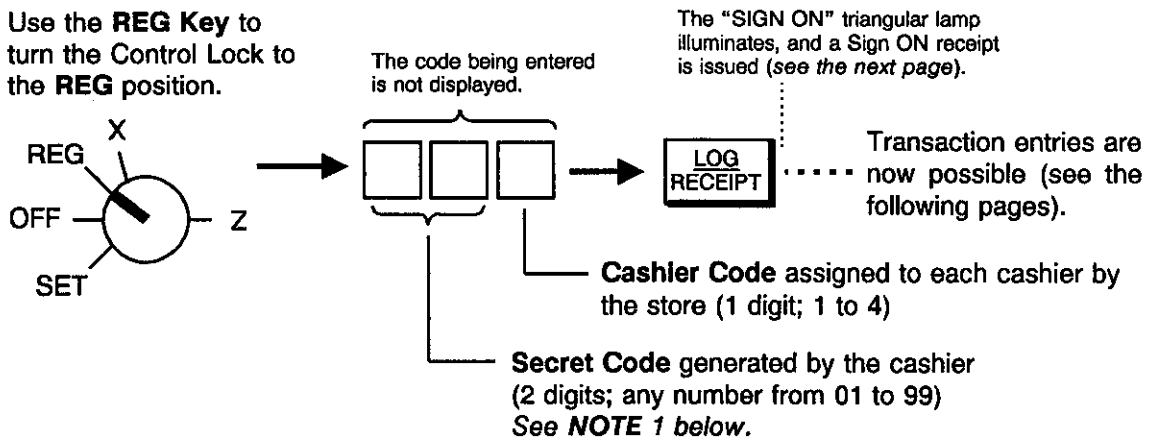 Use the REG Key to
turn the Control Lock to
the REG position.
The code being entered
is not displayed.
The “SIGN ON” triangular lamp
illuminates, and a Sign ON receipt
is issued (see the next page).
X
REG
OFF
Z
SET
LOG
RECEIPT
Transaction entries are
now possible (see the
following pages).
Cashier Code assigned to each cashier by
the store (1 digit; 1 to 4)
Secret Code generated by the cashier
(2 digits; any number from 01 to 99)
See NOTE 1 below.